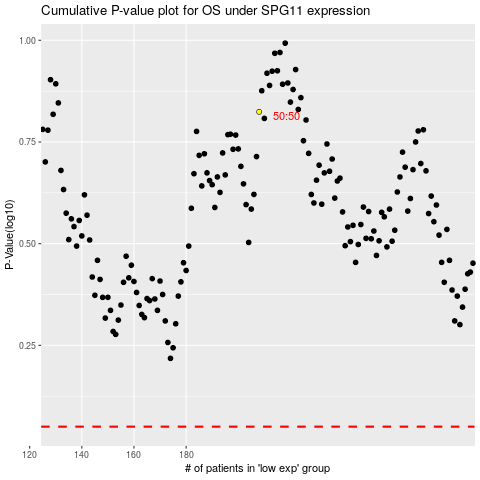 Cumulative P-value plot for OS under SPG11 expression
P-Value(log10)
1.00
0.75
0.50
0.25
50:50
120 140 160 180
# of patients in 'low exp' group